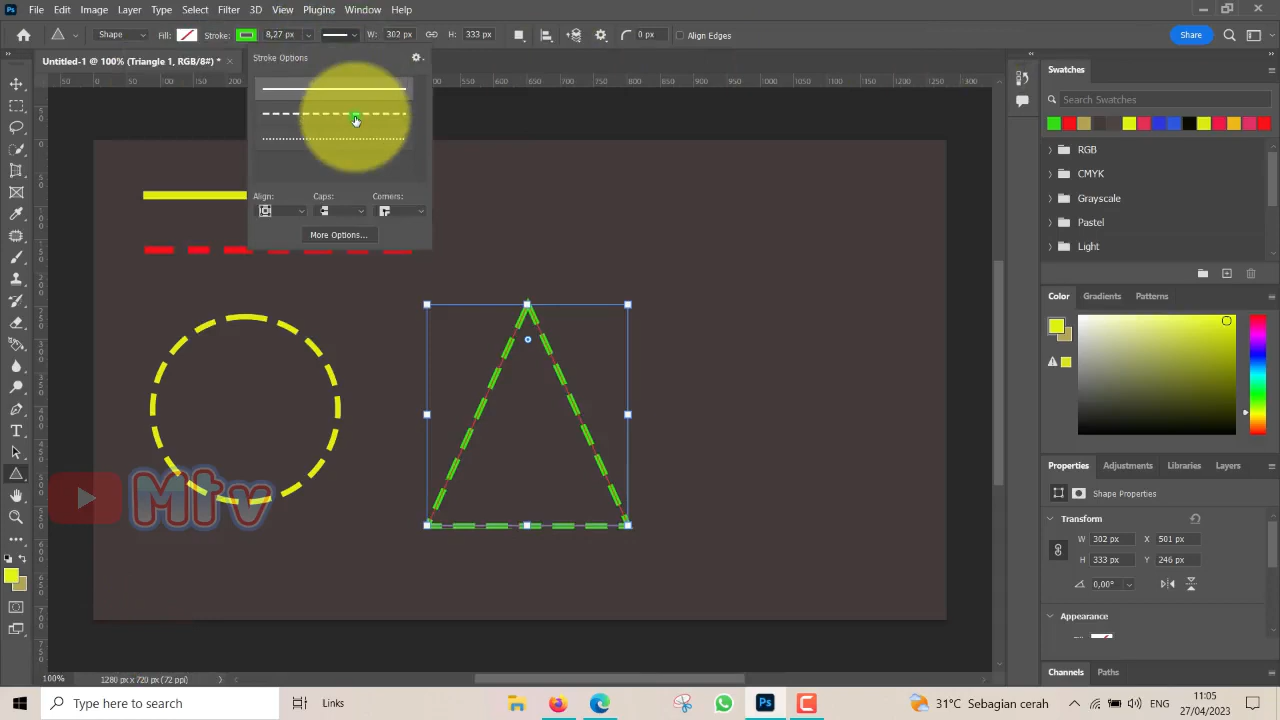 Ps File Edit Image Layer Type Select Filter 3D View Plugins Window Help
Shape Fill: Stroke: 8,27 px W: 302 px H: 333 px 0 px Align Edges Share
Untitled-1 @ 100% (Triangle 1, RGB/8#) *
Stroke Options
Align: Caps: Corners:
More Options...
Mtv
Swatches
Search Swatches
RGB
CMYK
Grayscale
Pastel
Light
Color Gradients Patterns
Properties Adjustments Libraries Layers
Shape Properties
Transform
W 302 px X 501 px
H 333 px Y 246 px
0,00°
Appearance
Channels Paths
100% 1280 px x 720 px (72 ppi)
Type here to search Links Ps 31°C Sebagian cerah ENG 11:05
27/04/2023